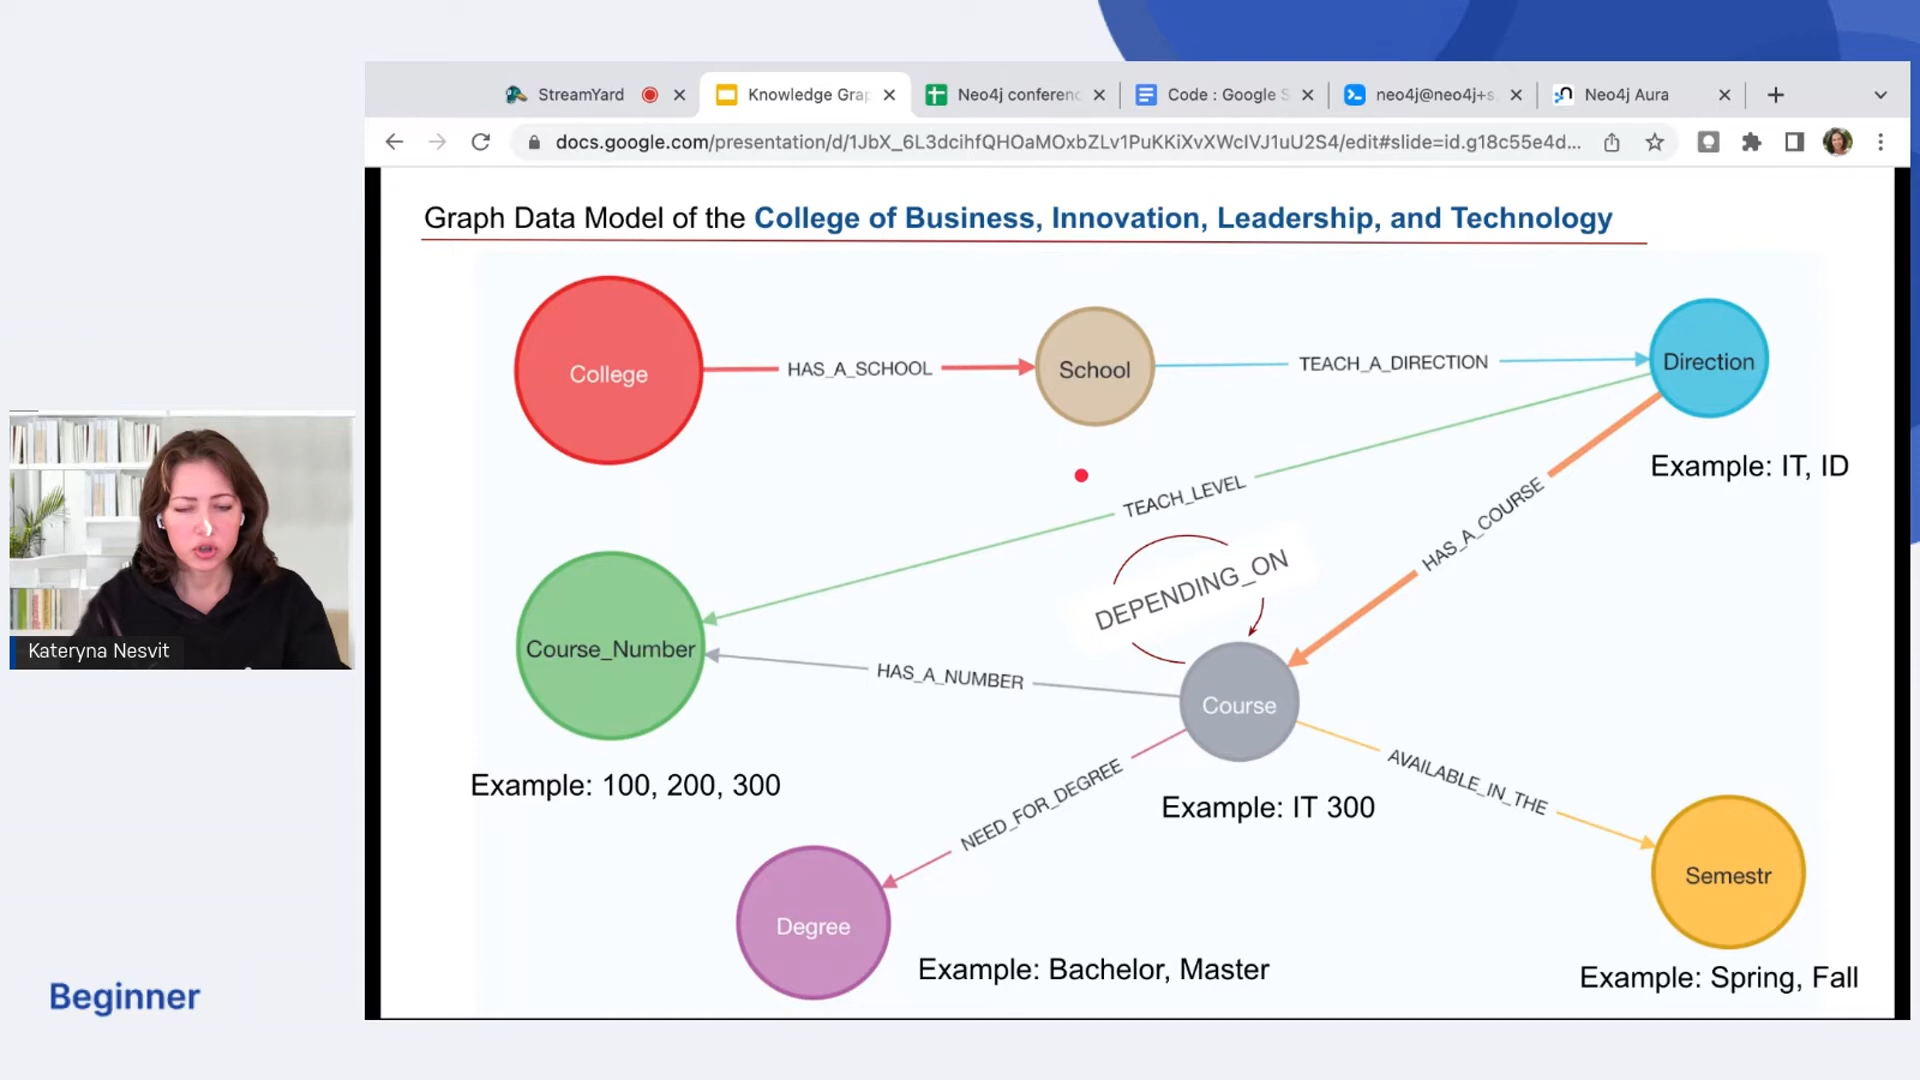 StreamYard
Knowledge Grap
Neo4j conferenc
Code : Google S
neo4j@neo4j+s
Neo4j Aura
docs.google.com/presentation/d/1JbX_6L3dcihfQHOaMOxbZLv1PuKKiXvXWcIVJ1uU2S4/edit#slide=id.g18c55e4d...
Graph Data Model of the College of Business, Innovation, Leadership, and Technology
College
HAS_A_SCHOOL
School
TEACH_A_DIRECTION
Direction
Example: IT, ID
TEACH_LEVEL
HAS_A_COURSE
DEPENDING_ON
Course_Number
HAS_A_NUMBER
Course
Example: 100, 200, 300
Example: IT 300
NEED_FOR_DEGREE
AVAILABLE_IN_THE
Degree
Semestr
Example: Bachelor, Master
Example: Spring, Fall
Kateryna Nesvit
Beginner